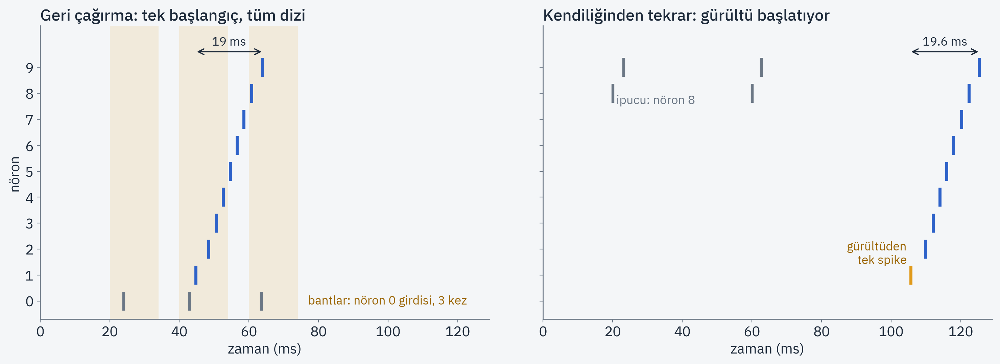 Geri çağırma: tek başlangıç, tüm dizi
19 ms
9
8
7
6
5
4
3
2
1
0
nöron
bantlar: nöron 0 girdisi, 3 kez
0 20 40 60 80 100 120
zaman (ms)
Kendiliğinden tekrar: gürültü başlatıyor
19.6 ms
ipucu: nöron 8
gürültüden
tek spike
0 20 40 60 80 100 120
zaman (ms)